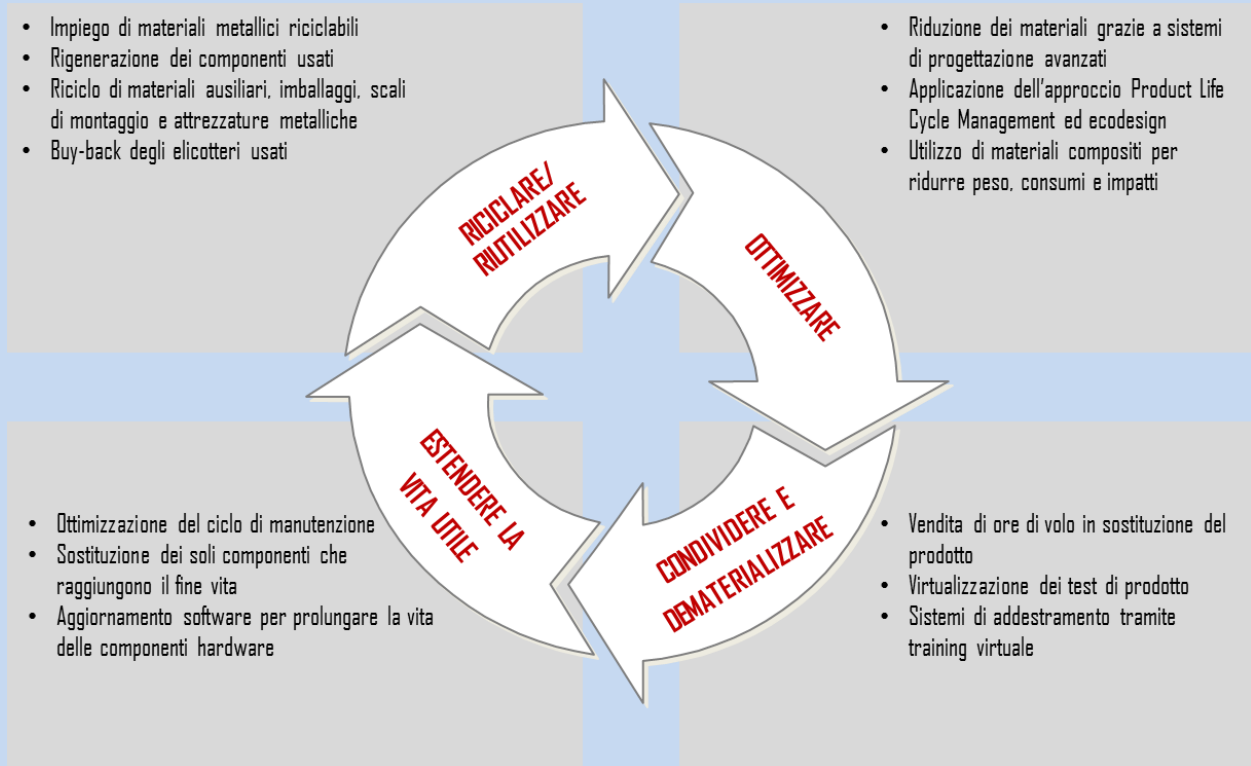 • Impiego di materiali metallici riciclabili
• Rigenerazione dei componenti usati
• Riciclo di materiali ausiliari, imballaggi, scali
di montaggio e attrezzature metalliche
• Buy-back degli elicotteri usati
• Riduzione dei materiali grazie a sistemi
di progettazione avanzati
• Applicazione dell'approccio Product Life
Cycle Management ed ecodesign
• Utilizzo di materiali compositi per
ridurre peso, consumi e impatti
RICICLARE/
RIUTILIZZARE
OTTIMIZZARE
ESTENDERE LA
VITA UTILE
CONDIVIDERE E
DEMATERIALIZZARE
• Ottimizzazione del ciclo di manutenzione
• Sostituzione dei soli componenti che
raggiungono il fine vita
• Aggiornamento software per prolungare la vita
delle componenti hardware
• Vendita di ore di volo in sostituzione del
prodotto
• Virtualizzazione dei test di prodotto
• Sistemi di addestramento tramite
training virtuale